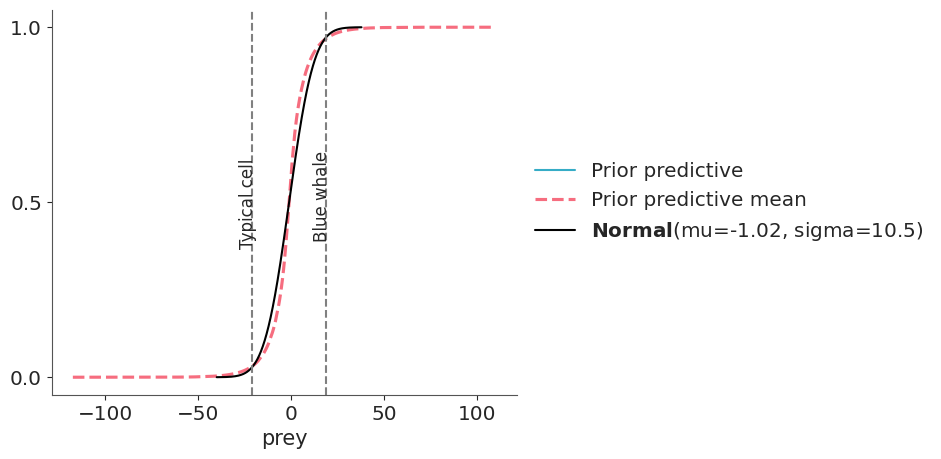 1.0
0.5
0.0
Typical cell
Blue whale
−100
−50
0
50
100
prey
Prior predictive
Prior predictive mean
Normal(mu=-1.02, sigma=10.5)